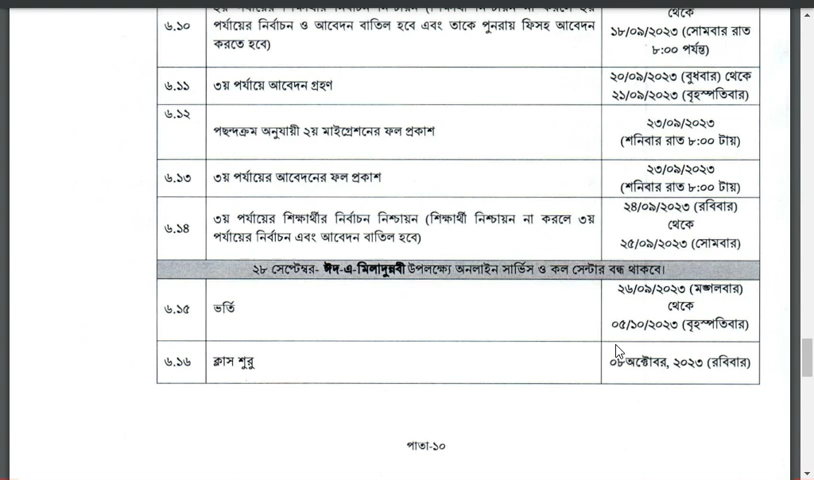 থেকে
৬.১০
পর্যায়ের নির্বাচন ও আবেদন বাতিল হবে এবং তাকে পুনরায় ফিসহ আবেদন
করতে হবে)
১৮/০৯/২০২৩ (সোমবার রাত
৮:০০ পর্যন্ত)
৬.১১
৩য় পর্যায়ে আবেদন গ্রহণ
২০/০৯/২০২৩ (বুধবার) থেকে
২১/০৯/২০২৩ (বৃহস্পতিবার)
৬.১২
পছন্দক্রম অনুযায়ী ২য় মাইগ্রেশনের ফল প্রকাশ
২৩/০৯/২০২৩
(শনিবার রাত ৮:০০ টায়)
৬.১৩
৩য় পর্যায়ের আবেদনের ফল প্রকাশ
২৩/০৯/২০২৩
(শনিবার রাত ৮:০০ টায়)
৬.১৪
৩য় পর্যায়ের শিক্ষার্থীর নির্বাচন নিশ্চায়ন (শিক্ষার্থী নিশ্চায়ন না করলে ৩য়
পর্যায়ের নির্বাচন এবং আবেদন বাতিল হবে)
২৪/০৯/২০২৩ (রবিবার)
থেকে
২৫/০৯/২০২৩ (সোমবার)
২৮ সেপ্টেম্বর- ঈদ-এ-মিলাদুন্নবী উপলক্ষ্যে অনলাইন সার্ভিস ও কল সেন্টার বন্ধ থাকবে।
৬.১৫
ভর্তি
২৬/০৯/২০২৩ (মঙ্গলবার)
থেকে
০৫/১০/২০২৩ (বৃহস্পতিবার)
৬.১৬
ক্লাস শুরু
০৮ অক্টোবর, ২০২৩ (রবিবার)
পাতা-১০